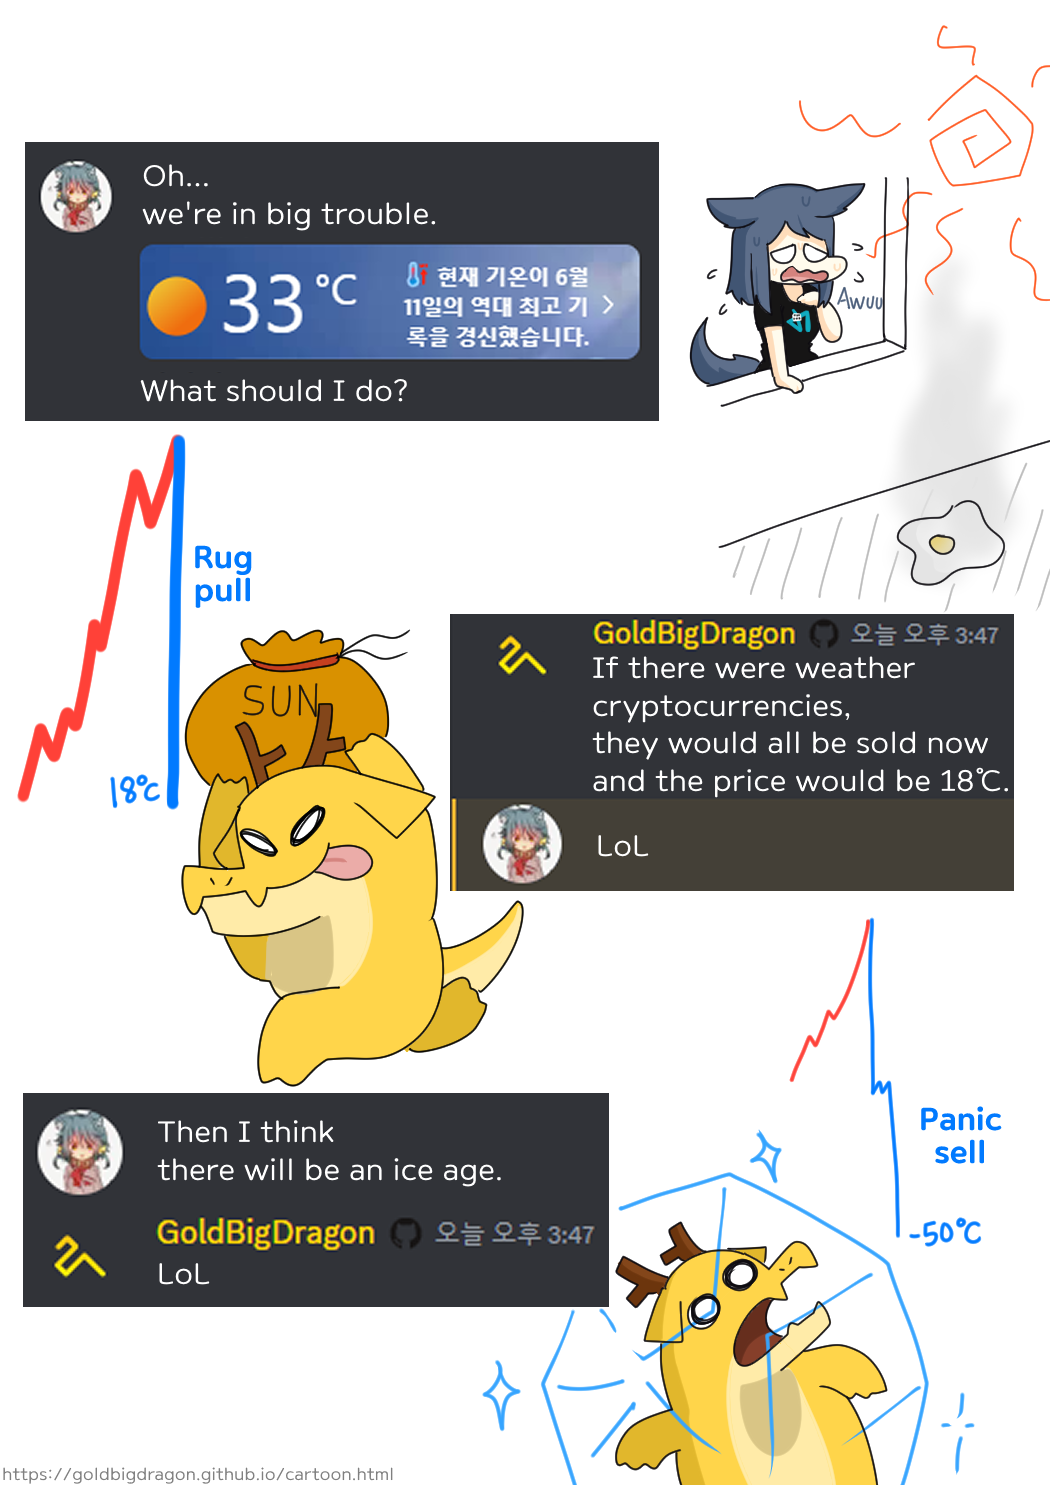 Oh...
we're in big trouble.
33 °C
현재 기온이 6월
11일의 역대 최고 기
록을 경신했습니다.
What should I do?
AWUU
Rug
pull
18℃
SUN
GoldBigDragon 오늘 오후 3:47
If there were weather
cryptocurrencies,
they would all be sold now
and the price would be 18℃.
LoL
Then I think
there will be an ice age.
GoldBigDragon 오늘 오후 3:47
LoL
Panic
sell
-50℃
https://goldbigdragon.github.io/cartoon.html